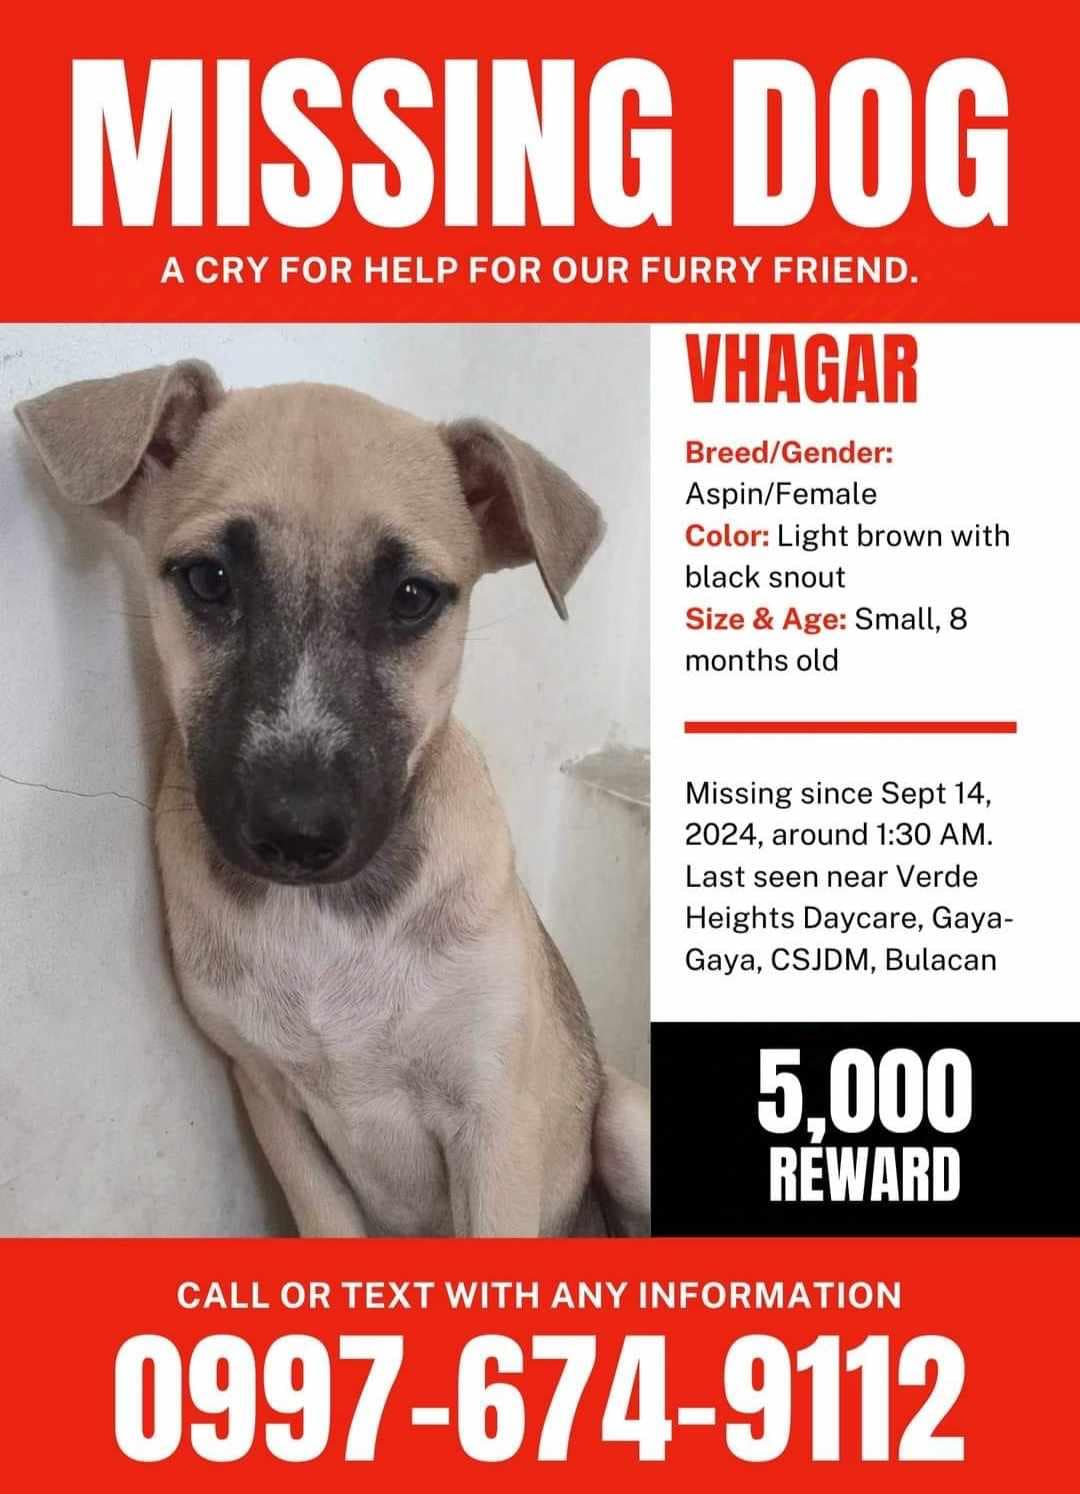 MISSING DOG
A CRY FOR HELP FOR OUR FURRY FRIEND.
VHAGAR
Breed/Gender:
Aspin/Female
Color: Light brown with
black snout
Size & Age: Small, 8
months old
Missing since Sept 14,
2024, around 1:30 AM.
Last seen near Verde
Heights Daycare, Gaya-
Gaya, CSJDM, Bulacan
5,000
REWARD
CALL OR TEXT WITH ANY INFORMATION
0997-674-9112